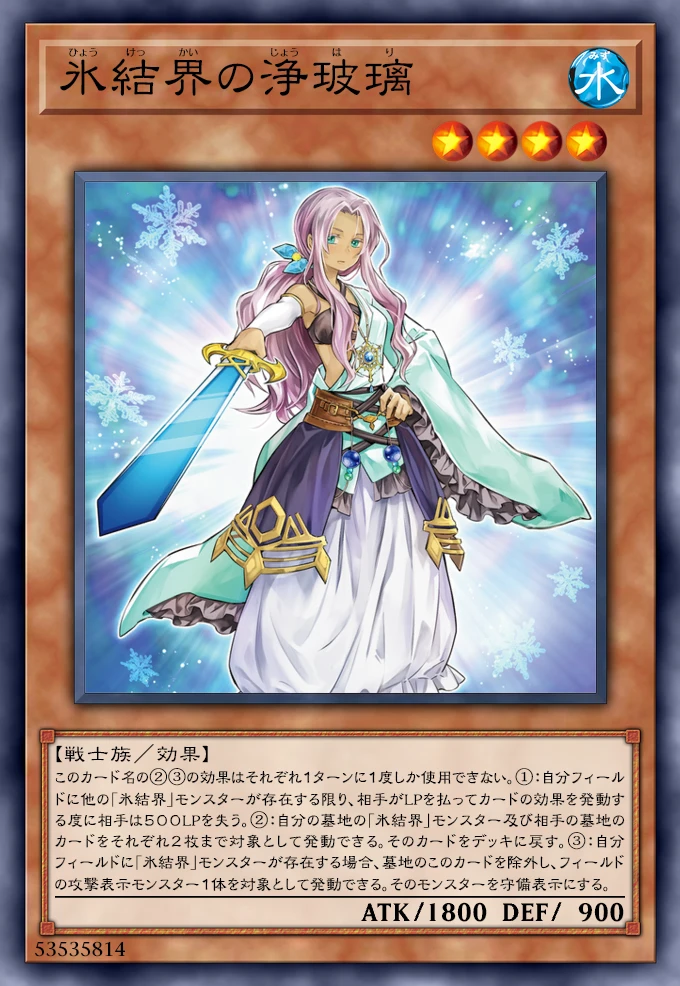 ひょう けっ かい じょう は り
氷結界の浄玻璃
みず
水
【戦士族／効果】
このカード名の②③の効果はそれぞれ1ターンに1度しか使用できない。①：自分フィール
ドに他の「氷結界」モンスターが存在する限り、相手がLPを払ってカードの効果を発動す
る度に相手は500LPを失う。②：自分の墓地の「氷結界」モンスター及び相手の墓地の
カードをそれぞれ2枚まで対象として発動できる。そのカードをデッキに戻す。③：自分
フィールドに「氷結界」モンスターが存在する場合、墓地のこのカードを除外し、フィールド
の攻撃表示モンスター1体を対象として発動できる。そのモンスターを守備表示にする。
ATK/1800 DEF/ 900
53535814